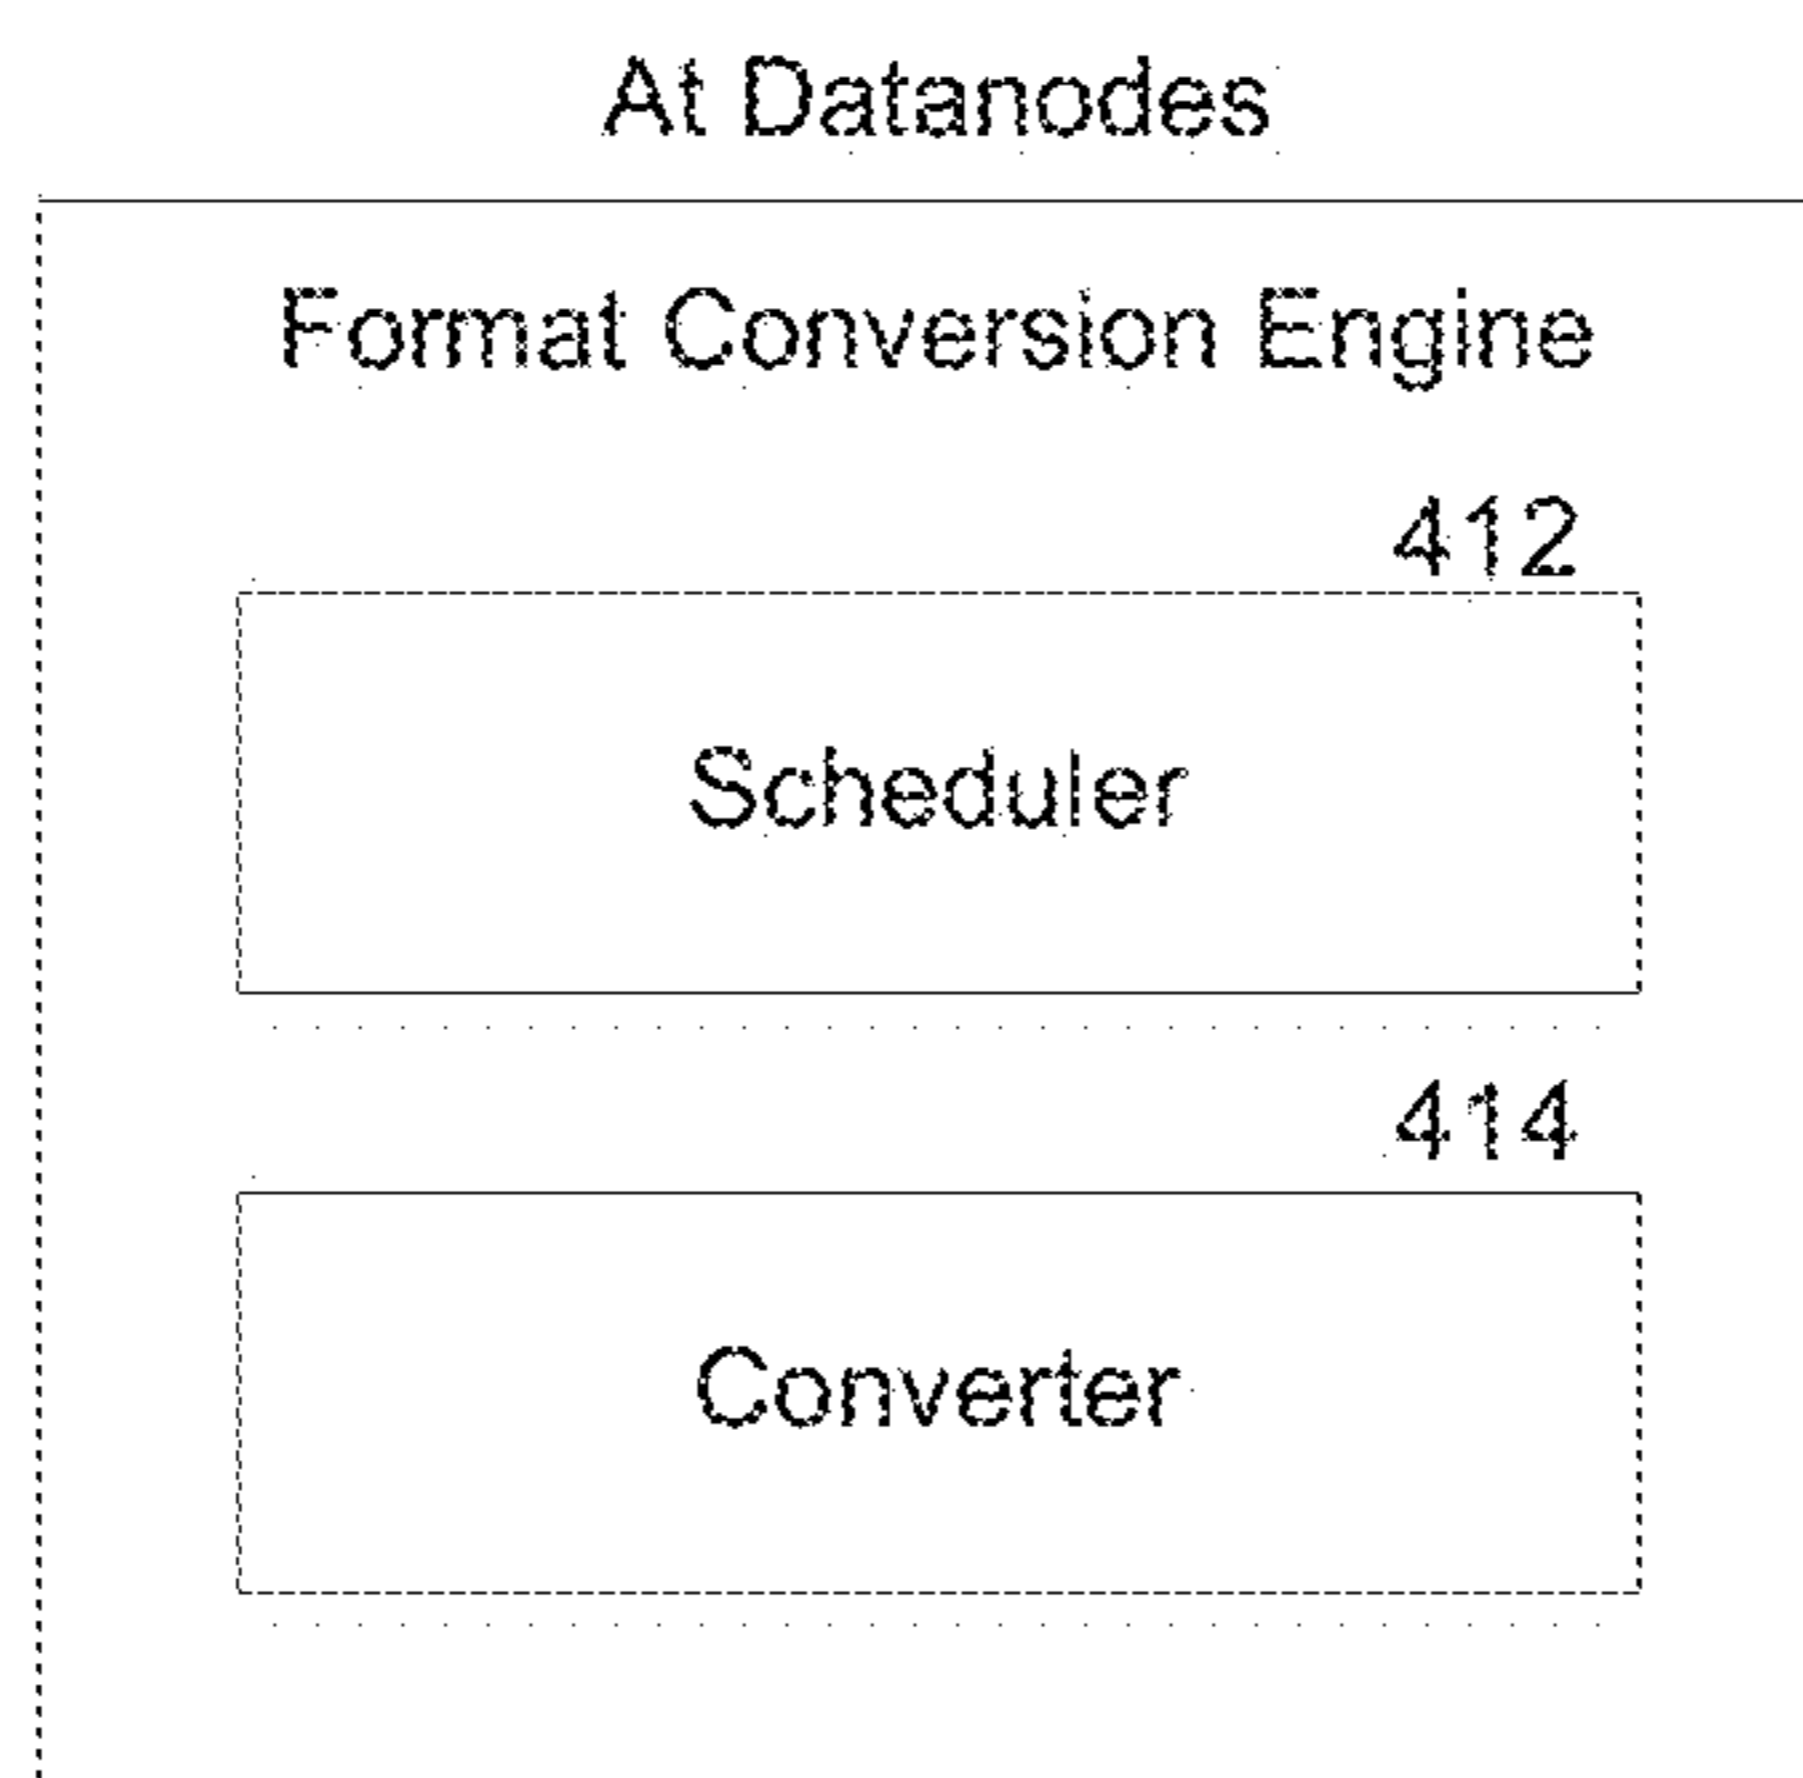 At Datanodes
Format Conversion Engine
412
Scheduler
414
Converter